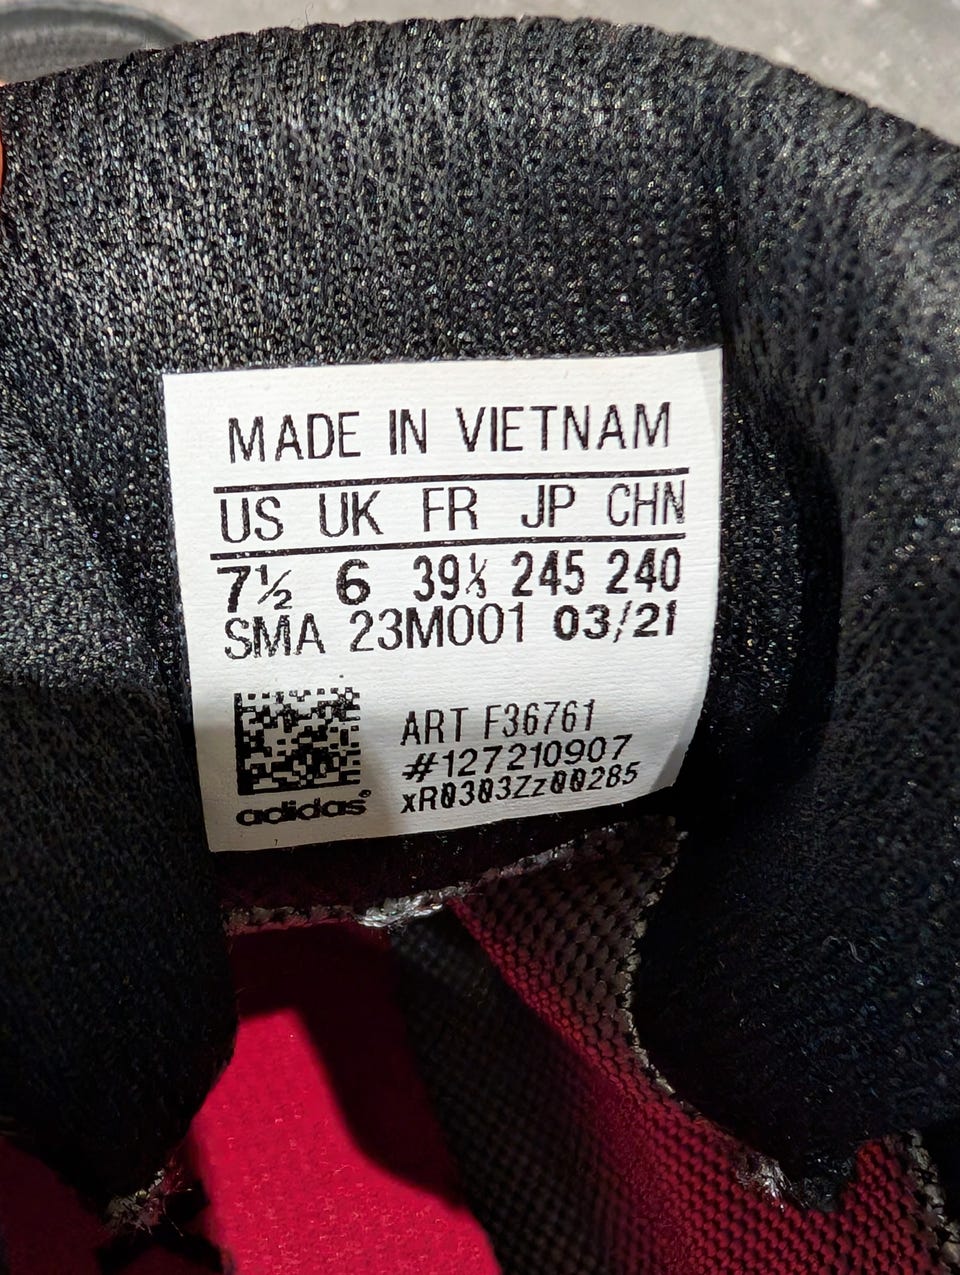 MADE IN VIETNAM
US UK FR JP CHN
7½ 6 39⅓ 245 240
SMA 23M001 03/21
ART F36761
#127210907
xR0303Zz00285
adidas®